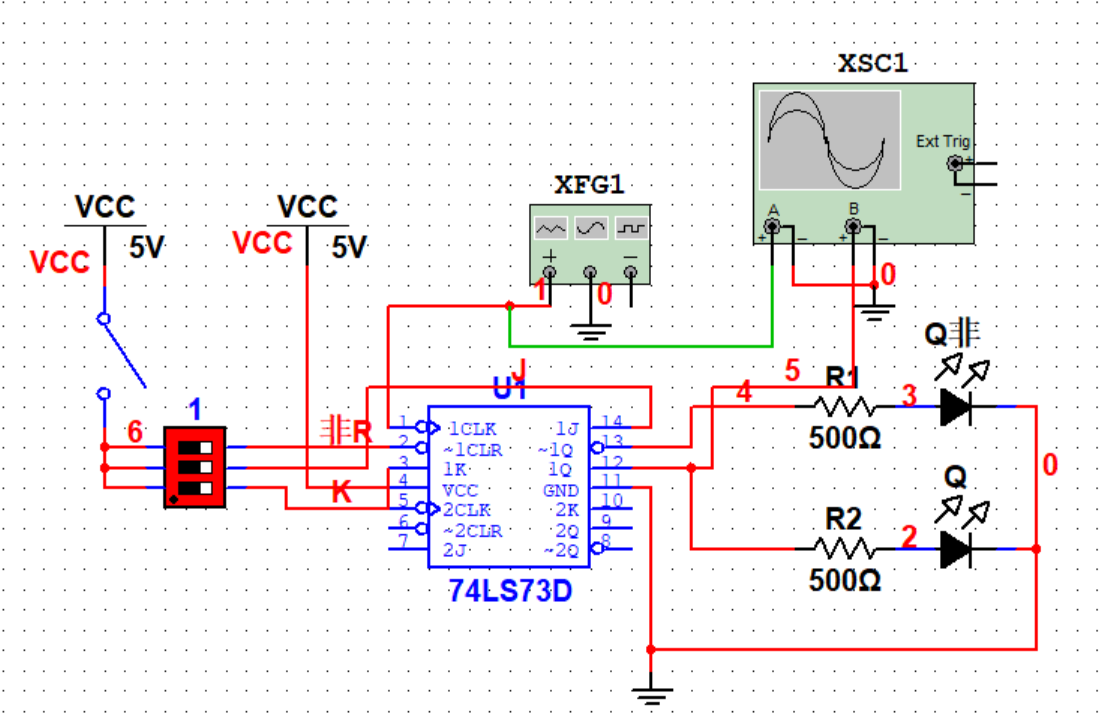 XSC1
Ext Trig
+
−
A
B
+
−
+
−
0
XFG1
+
−
1
0
VCC
5V
VCC
VCC
5V
VCC
J
U1
5
4
R1
500Ω
3
Q非
1
6
非R
K
1
2
3
4
5
6
7
1CLK
~1CLR
1K
VCC
2CLK
~2CLR
2J
1J
~1Q
1Q
GND
2K
2Q
~2Q
14
13
12
11
10
9
8
74LS73D
0
Q
R2
500Ω
2